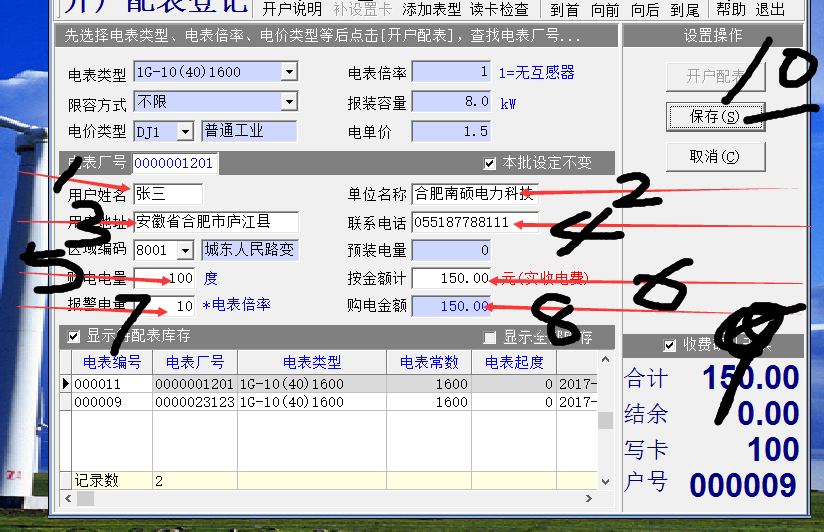 开户配表登记 开户说明 补设置卡 添加表型 读卡检查 到首 向前 向后 到尾 帮助 退出
先选择电表类型、电表倍率、电价类型等后点击[开户配表],查找电表厂号... 设置操作
电表类型 1G-10(40)1600 电表倍率 1 1=无互感器 开户配表 10
限容方式 不限 报装容量 8.0 kW 保存(S)
电价类型 DJ1 普通工业 电单价 1.5 取消(C)
电表厂号 0000001201 本批设定不变
1 用户姓名 张三 单位名称 合肥南硕电力科技 2
3 用户地址 安徽省合肥市庐江县 联系电话 055187788111 4
区域编码 8001 城东人民路变 预装电量 0
5 购电电量 100 度 按金额计 150.00 元(实收电费) 6
7 报警电量 10 *电表倍率 购电金额 150.00 8
显示待配表库存 显示全部库存 收费 9
电表编号 电表厂号 电表类型 电表常数 电表起度
000011 0000001201 1G-10(40)1600 1600 0 2017-
000009 0000023123 1G-10(40)1600 1600 0 2017-
记录数 2
合计 150.00
结余 0.00
写卡 100
户号 000009